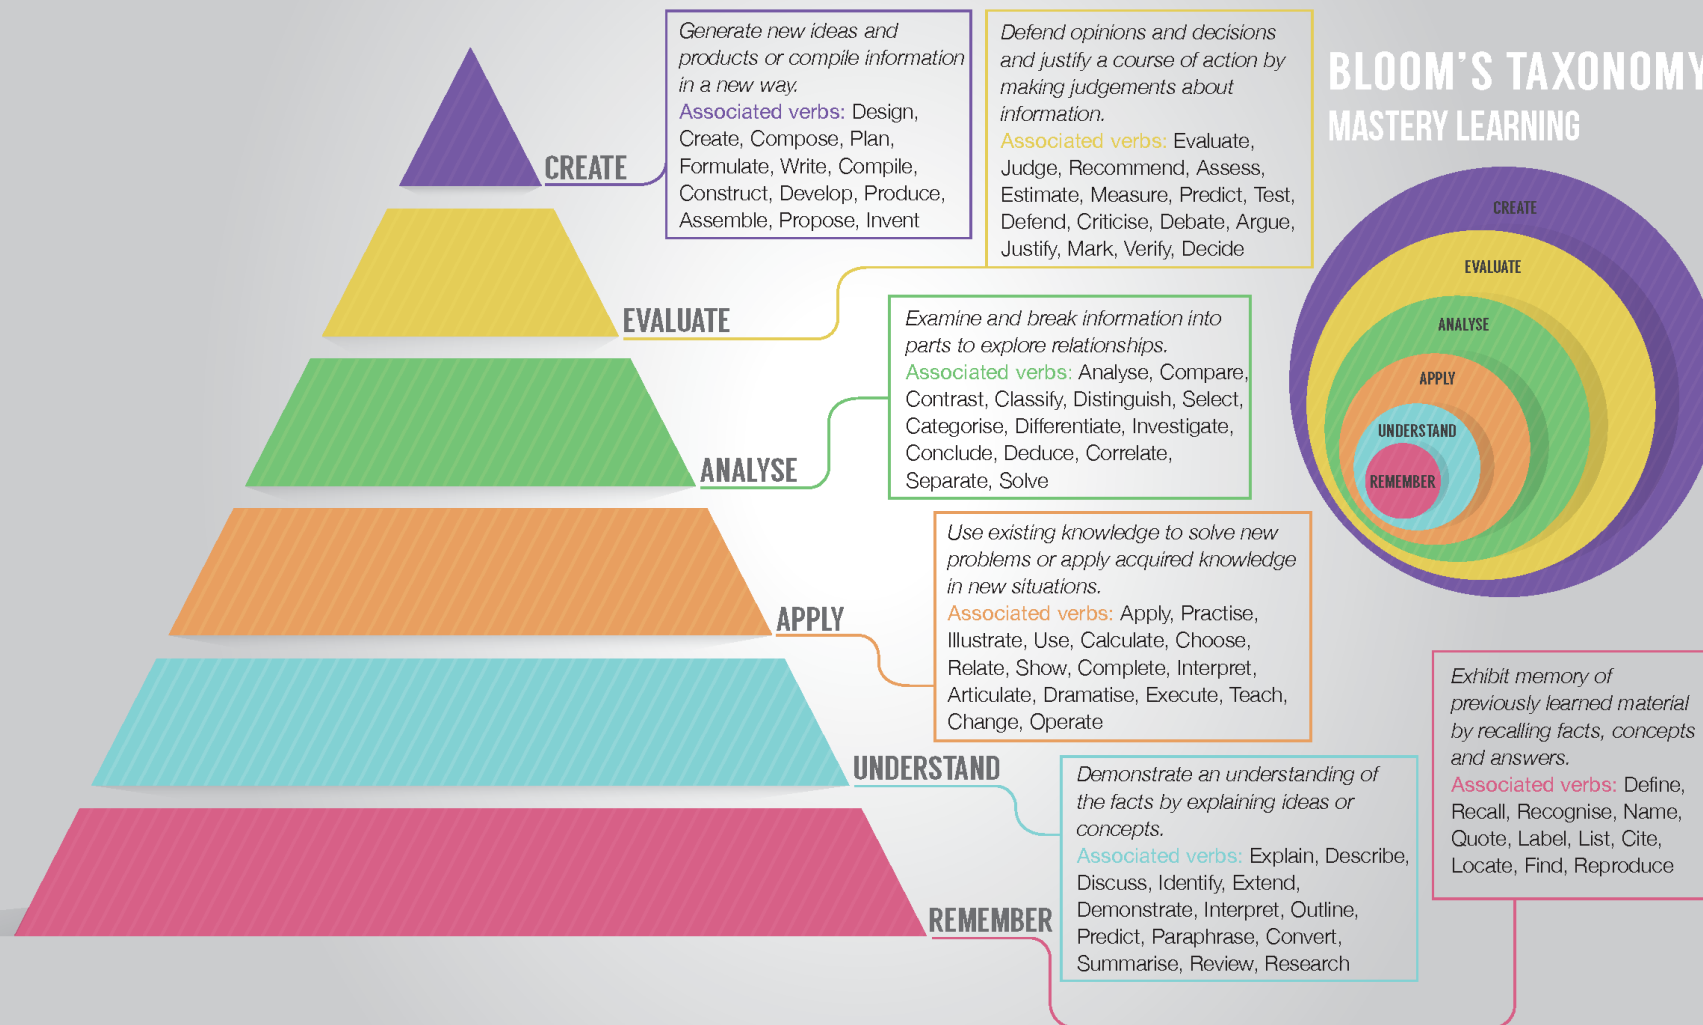 BLOOM'S TAXONOMY
MASTERY LEARNING
CREATE
Generate new ideas and
products or compile information
in a new way.
Associated verbs: Design,
Create, Compose, Plan,
Formulate, Write, Compile,
Construct, Develop, Produce,
Assemble, Propose, Invent
EVALUATE
Defend opinions and decisions
and justify a course of action by
making judgements about
information.
Associated verbs: Evaluate,
Judge, Recommend, Assess,
Estimate, Measure, Predict, Test,
Defend, Criticise, Debate, Argue,
Justify, Mark, Verify, Decide
ANALYSE
Examine and break information into
parts to explore relationships.
Associated verbs: Analyse, Compare,
Contrast, Classify, Distinguish, Select,
Categorise, Differentiate, Investigate,
Conclude, Deduce, Correlate,
Separate, Solve
APPLY
Use existing knowledge to solve new
problems or apply acquired knowledge
in new situations.
Associated verbs: Apply, Practise,
Illustrate, Use, Calculate, Choose,
Relate, Show, Complete, Interpret,
Articulate, Dramatise, Execute, Teach,
Change, Operate
UNDERSTAND
Demonstrate an understanding of
the facts by explaining ideas or
concepts.
Associated verbs: Explain, Describe,
Discuss, Identify, Extend,
Demonstrate, Interpret, Outline,
Predict, Paraphrase, Convert,
Summarise, Review, Research
REMEMBER
Exhibit memory of
previously learned material
by recalling facts, concepts
and answers.
Associated verbs: Define,
Recall, Recognise, Name,
Quote, Label, List, Cite,
Locate, Find, Reproduce
CREATE
EVALUATE
ANALYSE
APPLY
UNDERSTAND
REMEMBER